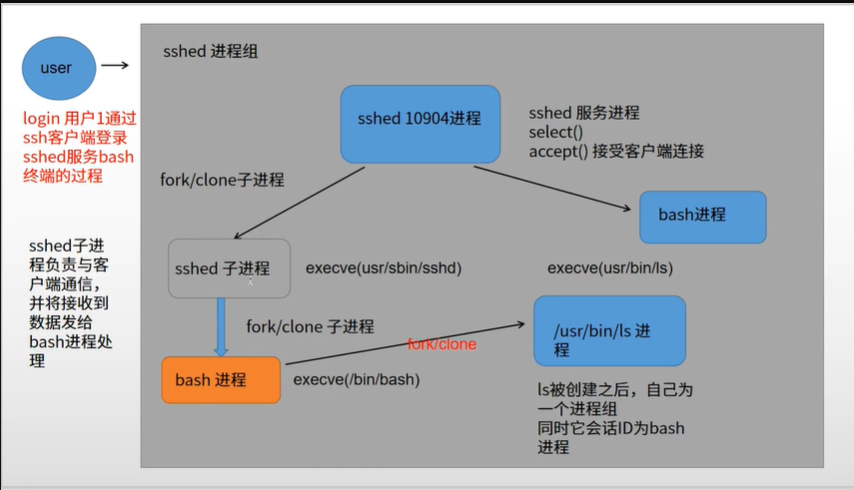 user
login 用户1通过
ssh客户端登录
sshed服务bash
终端的过程
sshed子进
程负责与客
户端通信，
并将接收到
数据发给
bash进程处
理
sshed 进程组
sshed 10904进程
sshed 服务进程
select()
accept() 接受客户端连接
fork/clone子进程
bash进程
sshed 子进程
execve(usr/sbin/sshd)
execve(usr/bin/ls)
fork/clone 子进程
fork/clone
/usr/bin/ls 进
程
bash 进程
execve(/bin/bash)
ls被创建之后，自己为
一个进程组
同时它会话ID为bash
进程